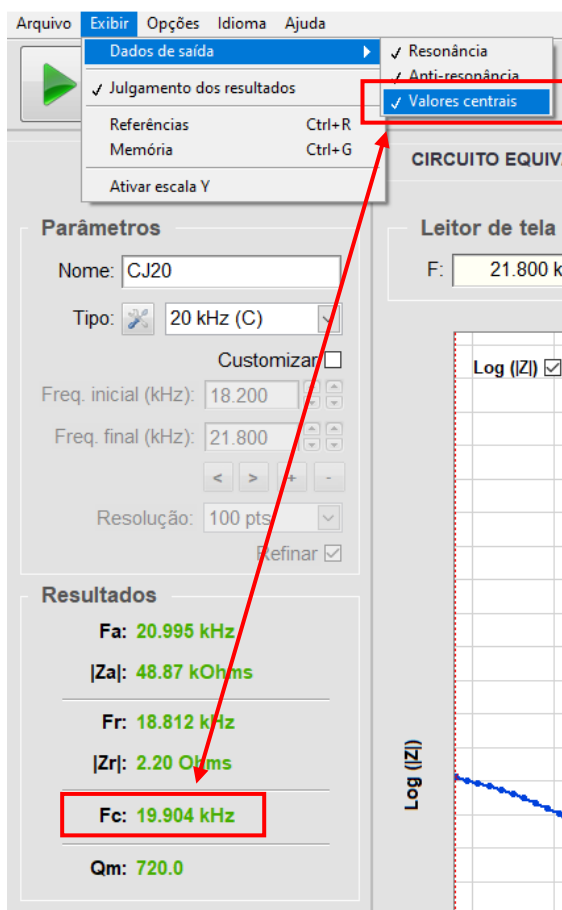 Arquivo Exibir Opções Idioma Ajuda
Dados de saída
✓ Julgamento dos resultados
Referências Ctrl+R
Memória Ctrl+G
Ativar escala Y
✓ Resonância
✓ Anti-resonância
✓ Valores centrais
CIRCUITO EQUIV
Parâmetros
Nome: CJ20
Tipo: 20 kHz (C)
Customizar
Freq. inicial (kHz): 18.200
Freq. final (kHz): 21.800
< > + -
Resolução: 100 pts
Refinar
Resultados
Fa: 20.995 kHz
|Za|: 48.87 kOhms
Fr: 18.812 kHz
|Zr|: 2.20 Ohms
Fc: 19.904 kHz
Qm: 720.0
Leitor de tela
F: 21.800 k
Log (|Z|)
Log (|Z|)